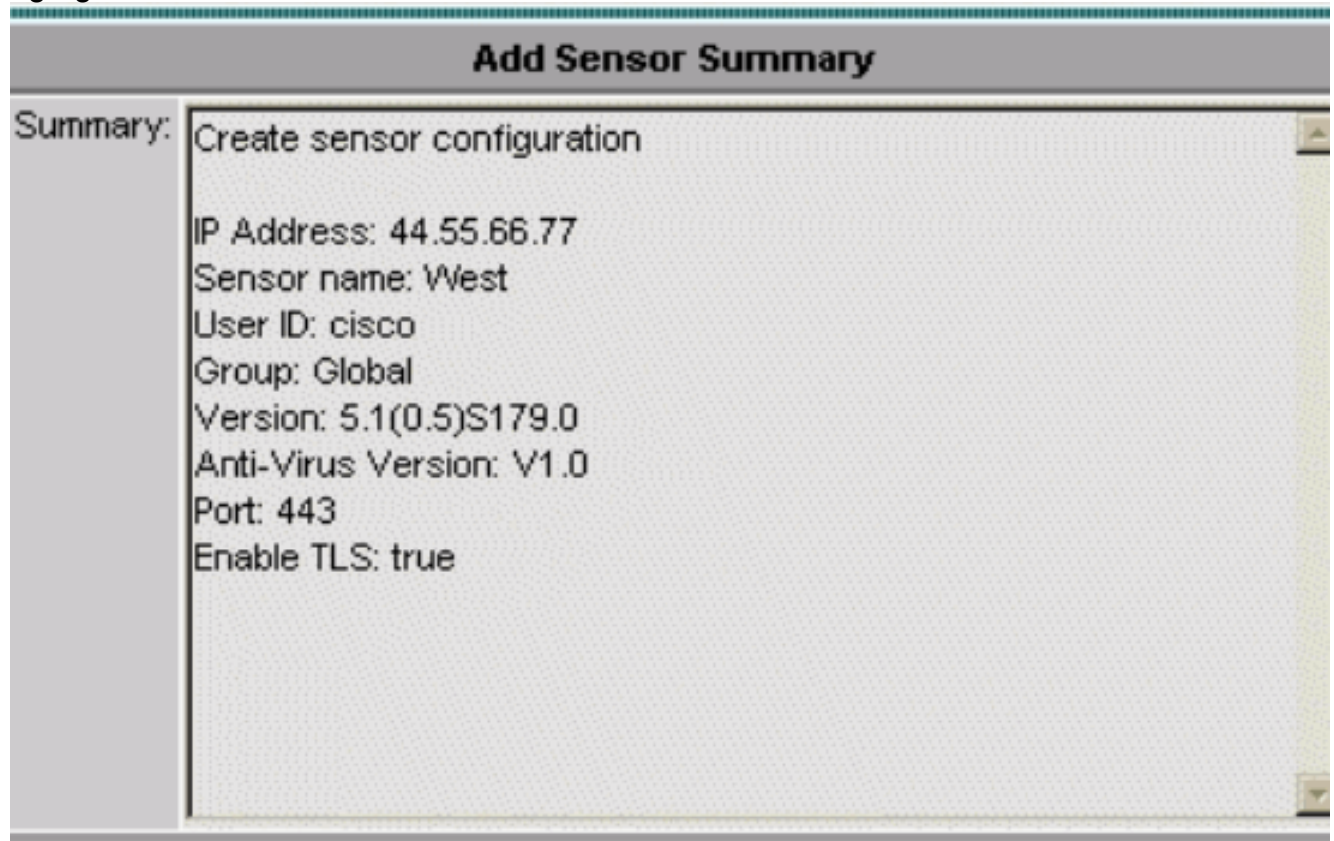 Add Sensor Summary
Summary:
Create sensor configuration
IP Address: 44.55.66.77
Sensor name: West
User ID: cisco
Group: Global
Version: 5.1(0.5)S179.0
Anti-Virus Version: V1.0
Port: 443
Enable TLS: true